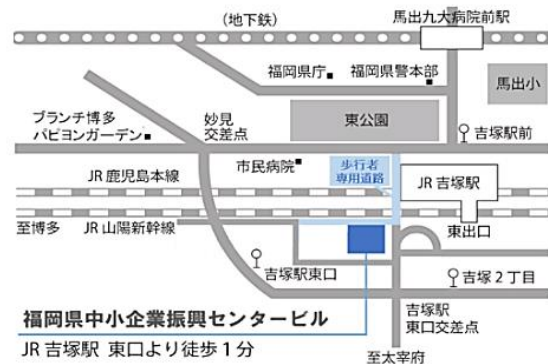 (地下鉄)
馬出九大病院前駅
福岡県庁
福岡県警本部
馬出小
ブランチ博多
パピヨンガーデン
妙見
交差点
東公園
吉塚駅前
市民病院
歩行者
専用道路
JR 鹿児島本線
JR 吉塚駅
至博多
JR 山陽新幹線
東出口
吉塚駅東口
吉塚2丁目
福岡県中小企業振興センタービル
吉塚駅
東口交差点
JR 吉塚駅 東口より徒歩1分
至太宰府